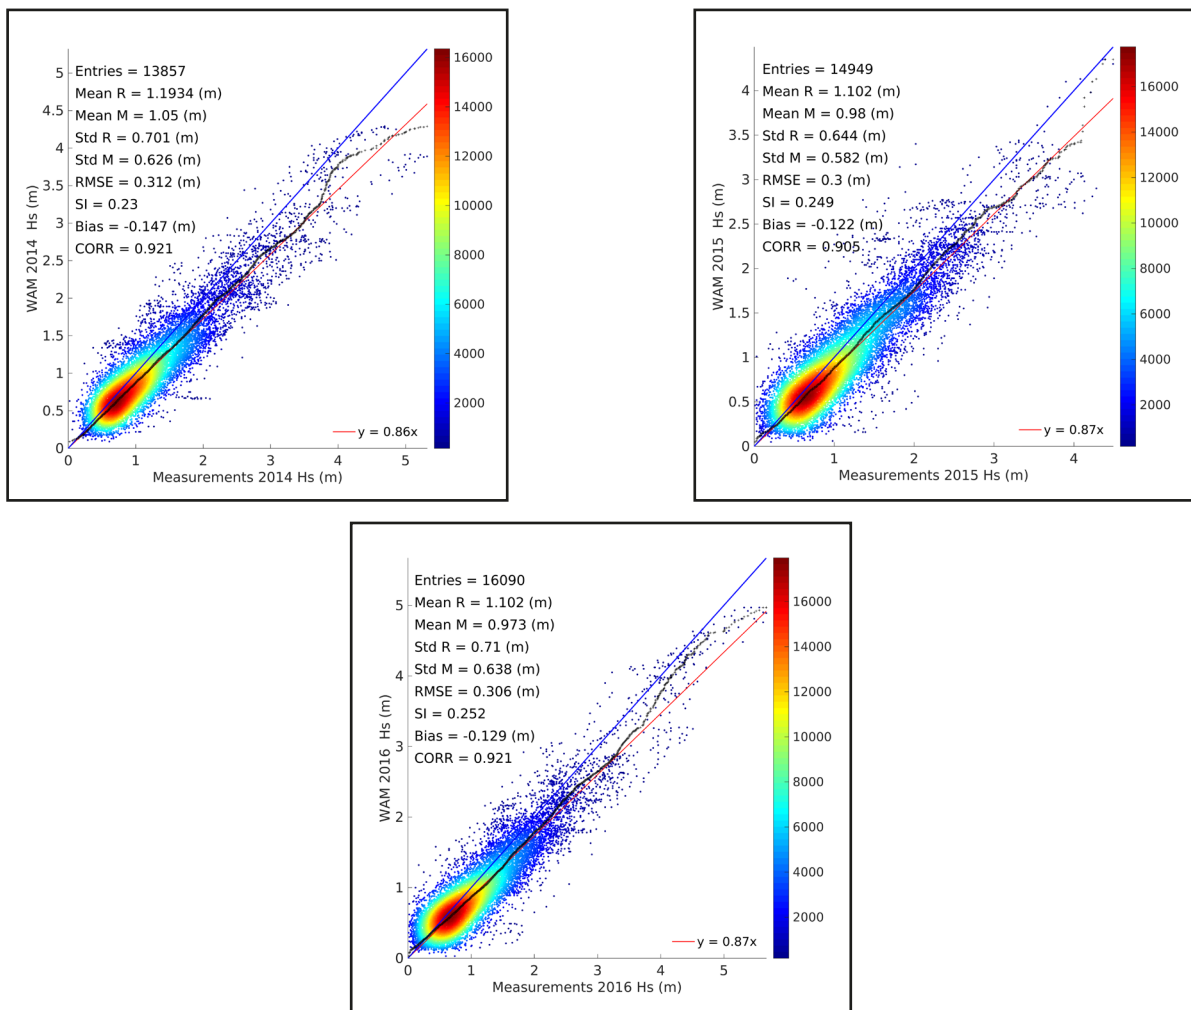 Entries = 13857
Mean R = 1.1934 (m)
Mean M = 1.05 (m)
Std R = 0.701 (m)
Std M = 0.626 (m)
RMSE = 0.312 (m)
SI = 0.23
Bias = -0.147 (m)
CORR = 0.921
5
4.5
4
3.5
3
2.5
2
1.5
1
0.5
0
WAM 2014 Hs (m)
0 1 2 3 4 5
Measurements 2014 Hs (m)
y = 0.86x
16000
14000
12000
10000
8000
6000
4000
2000
Entries = 14949
Mean R = 1.102 (m)
Mean M = 0.98 (m)
Std R = 0.644 (m)
Std M = 0.582 (m)
RMSE = 0.3 (m)
SI = 0.249
Bias = -0.122 (m)
CORR = 0.905
4
3.5
3
2.5
2
1.5
1
0.5
0
WAM 2015 Hs (m)
0 1 2 3 4
Measurements 2015 Hs (m)
y = 0.87x
16000
14000
12000
10000
8000
6000
4000
2000
Entries = 16090
Mean R = 1.102 (m)
Mean M = 0.973 (m)
Std R = 0.71 (m)
Std M = 0.638 (m)
RMSE = 0.306 (m)
SI = 0.252
Bias = -0.129 (m)
CORR = 0.921
5
4
3
2
1
0
WAM 2016 Hs (m)
0 1 2 3 4 5
Measurements 2016 Hs (m)
y = 0.87x
16000
14000
12000
10000
8000
6000
4000
2000